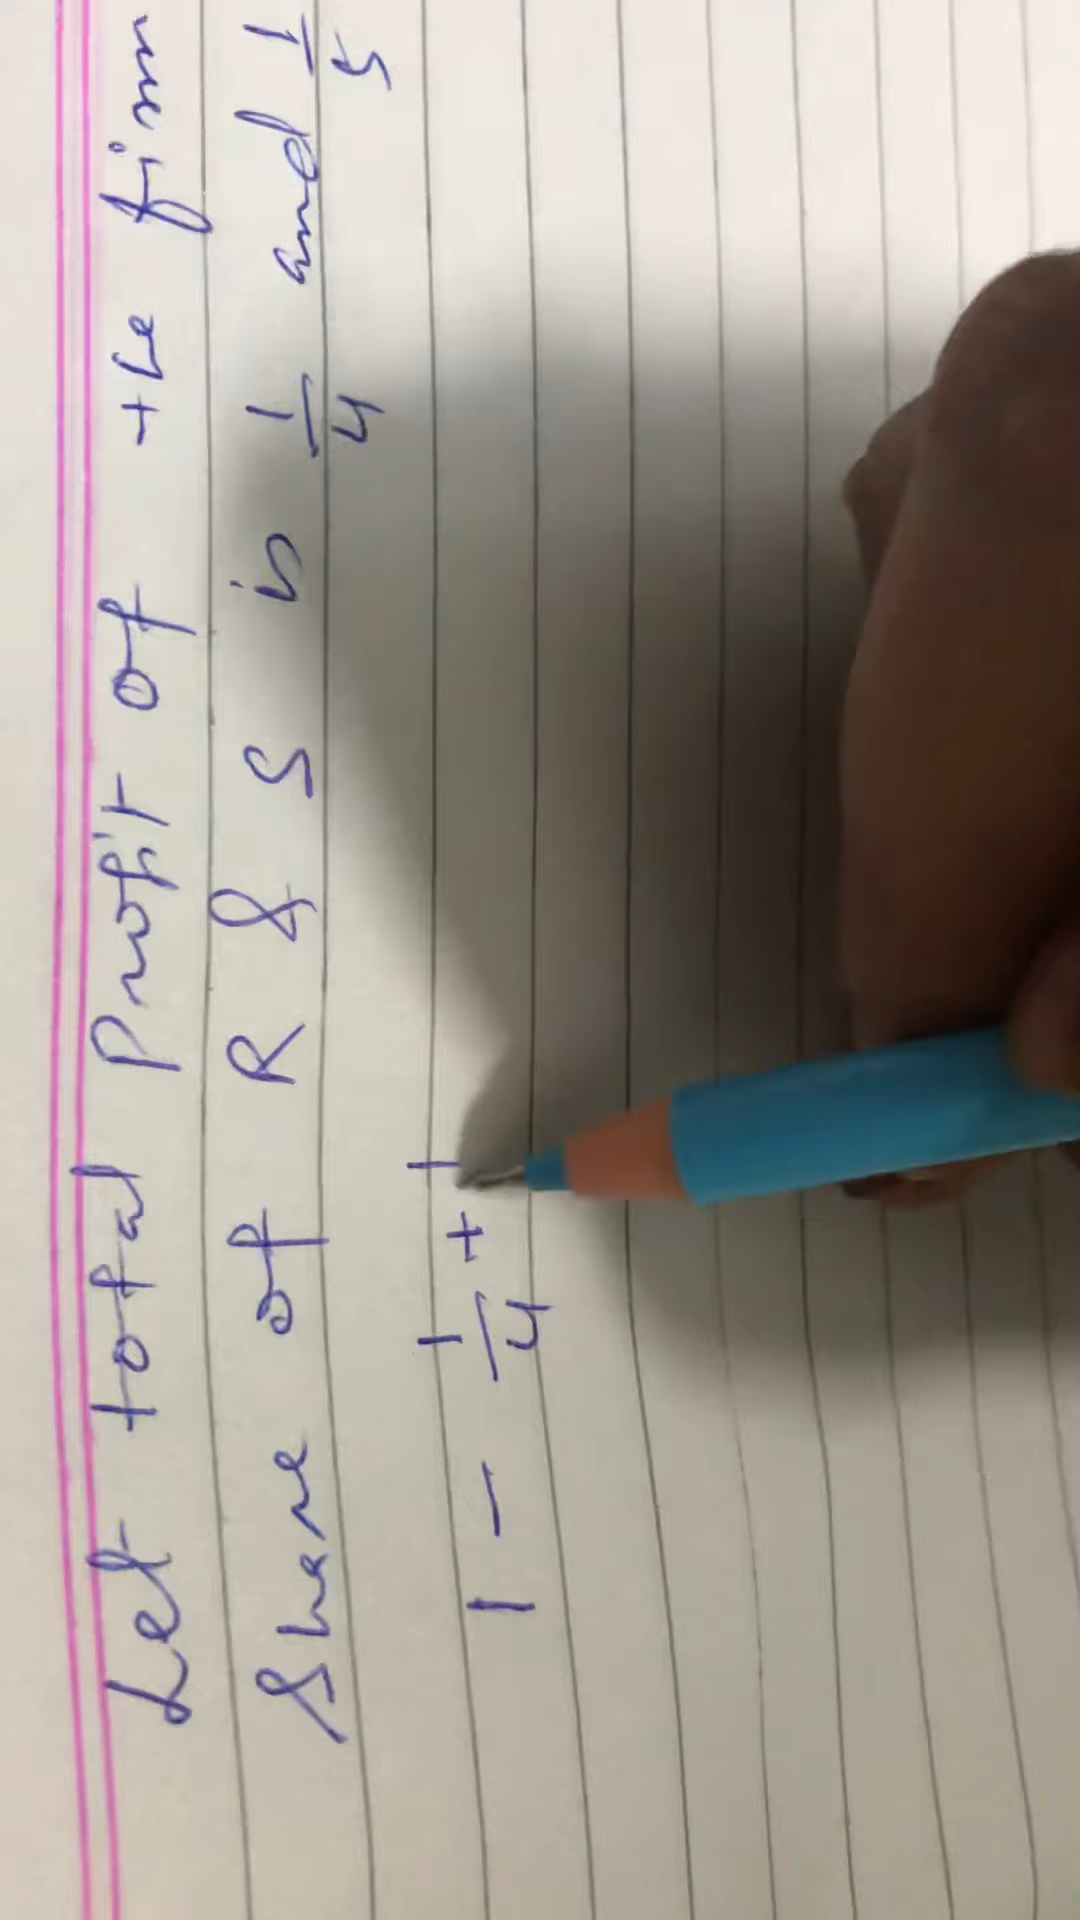 Let total Profit of the firm
Share of R & S is 1/4 and 1/5
1 - 1/4 + 1